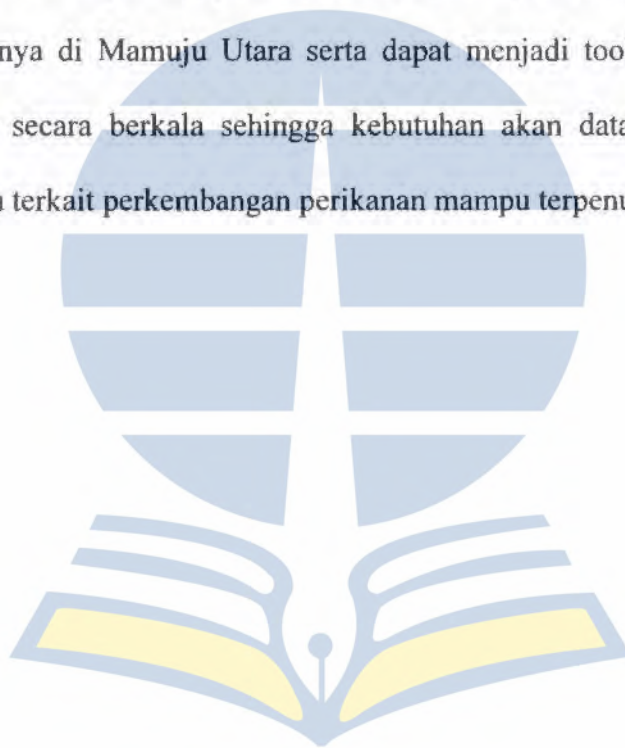 nya di Mamuju Utara serta dapat menjadi too
secara berkala sehingga kebutuhan akan data
terkait perkembangan perikanan mampu terpenu